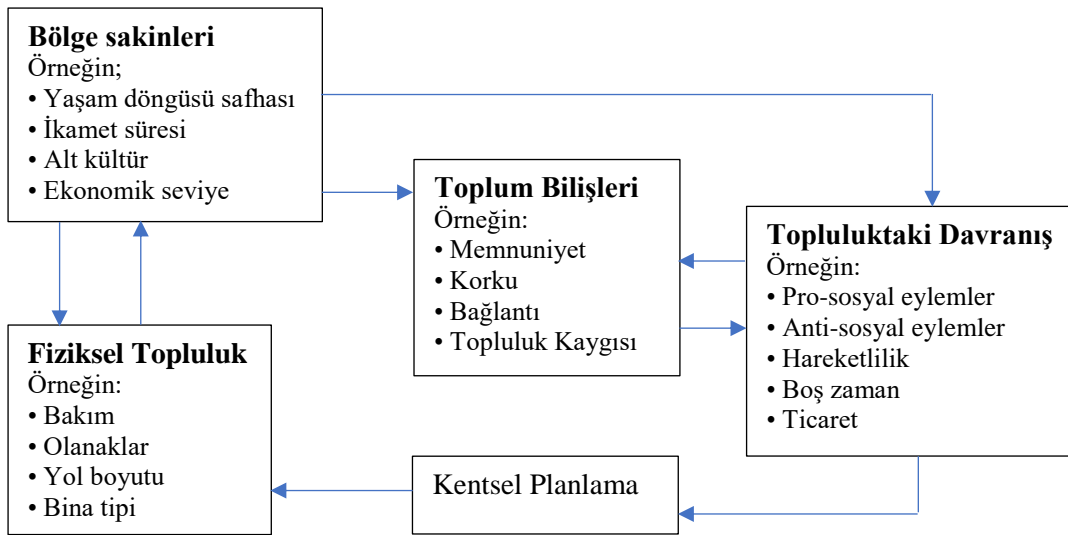 Bölge sakinleri
Örneğin;
• Yaşam döngüsü safhası
• İkamet süresi
• Alt kültür
• Ekonomik seviye
Toplum Bilişleri
Örneğin:
• Memnuniyet
• Korku
• Bağlantı
• Topluluk Kaygısı
Topluluktaki Davranış
Örneğin:
• Pro-sosyal eylemler
• Anti-sosyal eylemler
• Hareketlilik
• Boş zaman
• Ticaret
Fiziksel Topluluk
Örneğin:
• Bakım
• Olanaklar
• Yol boyutu
• Bina tipi
Kentsel Planlama